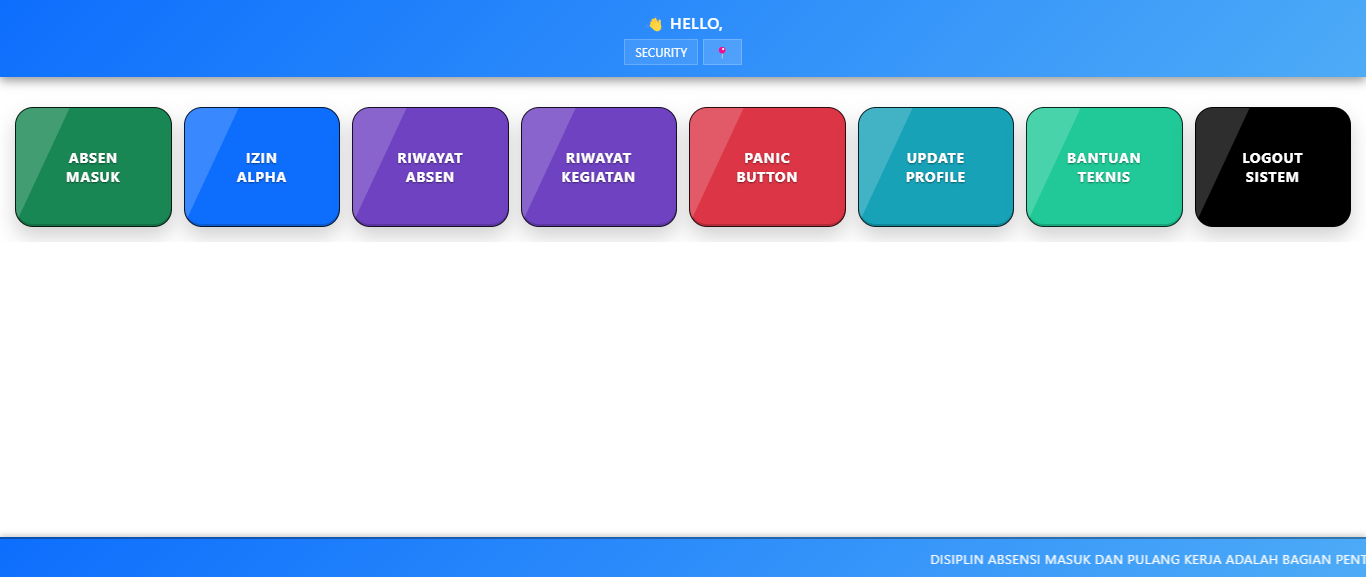 👋 HELLO,
SECURITY 📍
ABSEN
MASUK
IZIN
ALPHA
RIWAYAT
ABSEN
RIWAYAT
KEGIATAN
PANIC
BUTTON
UPDATE
PROFILE
BANTUAN
TEKNIS
LOGOUT
SISTEM
DISIPLIN ABSENSI MASUK DAN PULANG KERJA ADALAH BAGIAN PENT